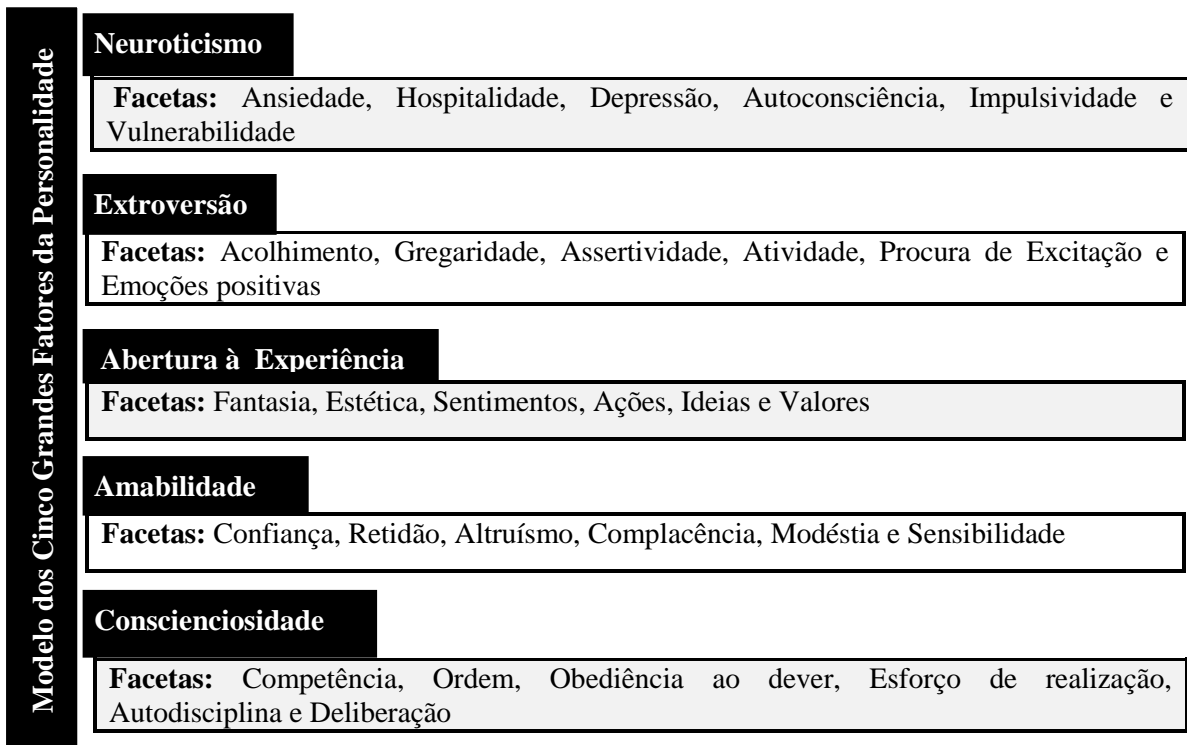 Modelo dos Cinco Grandes Fatores da Personalidade
Neuroticismo
Facetas: Ansiedade, Hospitalidade, Depressão, Autoconsciência, Impulsividade e
Vulnerabilidade
Extroversão
Facetas: Acolhimento, Gregaridade, Assertividade, Atividade, Procura de Excitação e
Emoções positivas
Abertura à Experiência
Facetas: Fantasia, Estética, Sentimentos, Ações, Ideias e Valores
Amabilidade
Facetas: Confiança, Retidão, Altruísmo, Complacência, Modéstia e Sensibilidade
Conscienciosidade
Facetas: Competência, Ordem, Obediência ao dever, Esforço de realização,
Autodisciplina e Deliberação